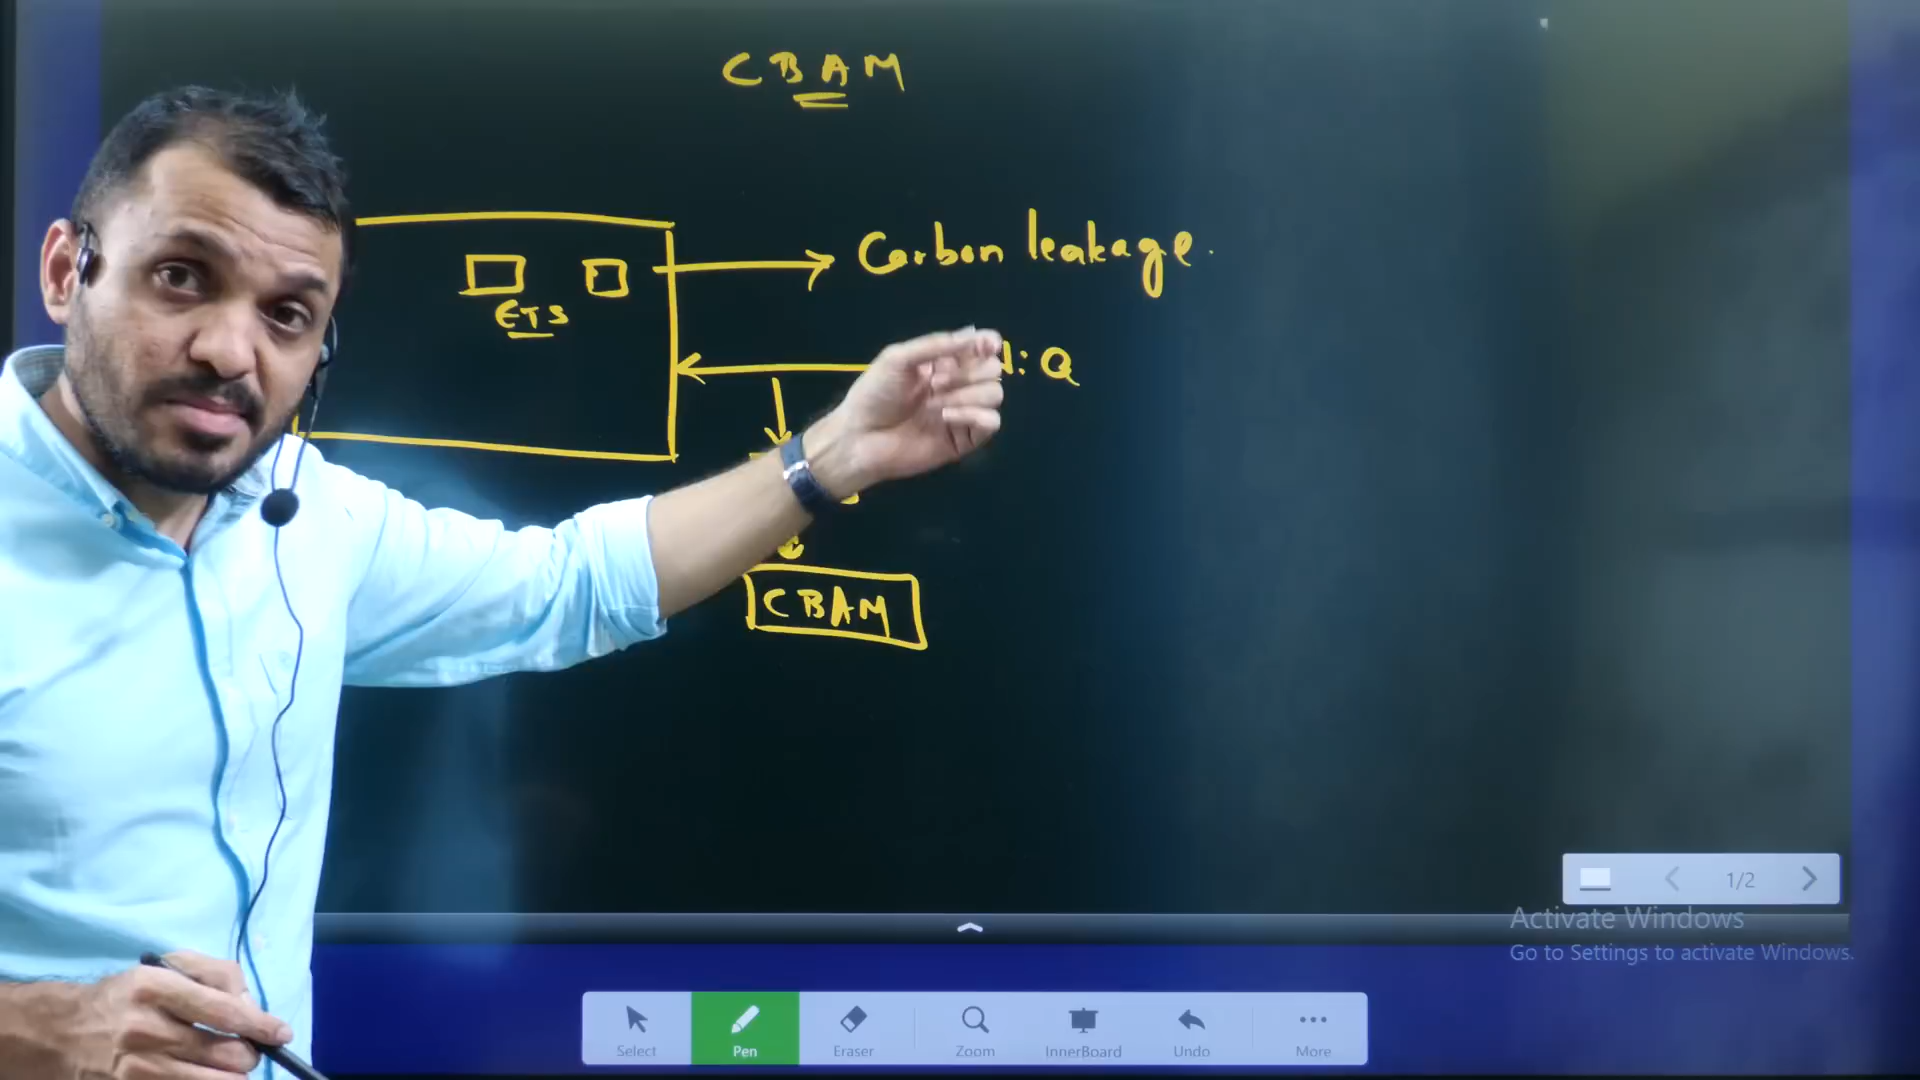 CBAM
Carbon leakage.
ETS
: Q
CBAM
1/2
Activate Windows
Go to Settings to activate Windows.
Select
Pen
Eraser
Zoom
InnerBoard
Undo
More